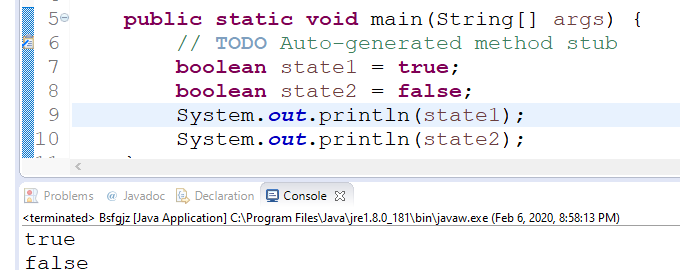 5 public static void main(String[] args) {
6 // TODO Auto-generated method stub
7 boolean state1 = true;
8 boolean state2 = false;
9 System.out.println(state1);
10 System.out.println(state2);
Problems @ Javadoc Declaration Console
<terminated> Bsfgjz [Java Application] C:\Program Files\Java\jre1.8.0_181\bin\javaw.exe (Feb 6, 2020, 8:58:13 PM)
true
false